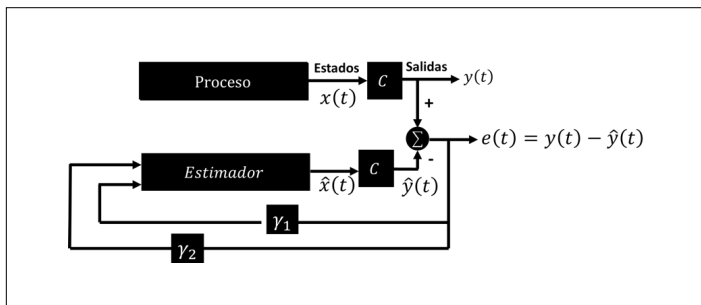 Proceso
Estados
x(t)
C
Salidas
y(t)
+
Σ
-
e(t) = y(t) − ŷ(t)
Estimador
x̂(t)
C
ŷ(t)
γ₁
γ₂